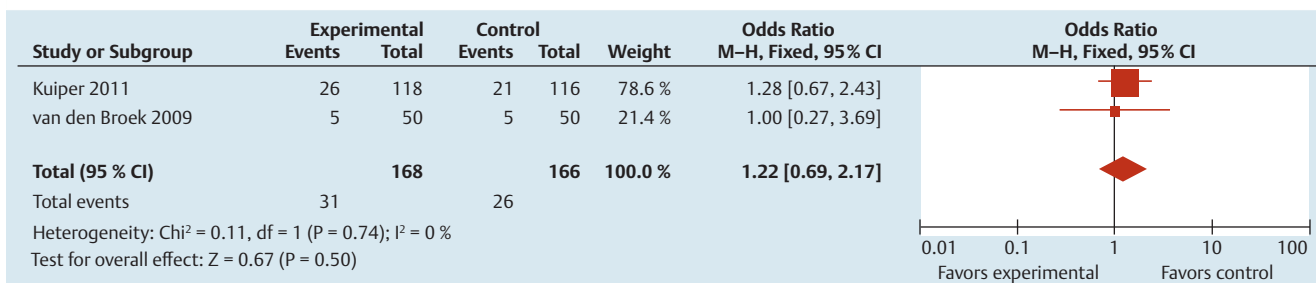 Experimental Control Odds Ratio Odds Ratio
Study or Subgroup Events Total Events Total Weight M–H, Fixed, 95% CI M–H, Fixed, 95% CI
Kuiper 2011 26 118 21 116 78.6 % 1.28 [0.67, 2.43]
van den Broek 2009 5 50 5 50 21.4 % 1.00 [0.27, 3.69]
Total (95 % CI) 168 166 100.0 % 1.22 [0.69, 2.17]
Total events 31 26
Heterogeneity: Chi² = 0.11, df = 1 (P = 0.74); I² = 0 %
Test for overall effect: Z = 0.67 (P = 0.50)
0.01 0.1 1 10 100
Favors experimental Favors control